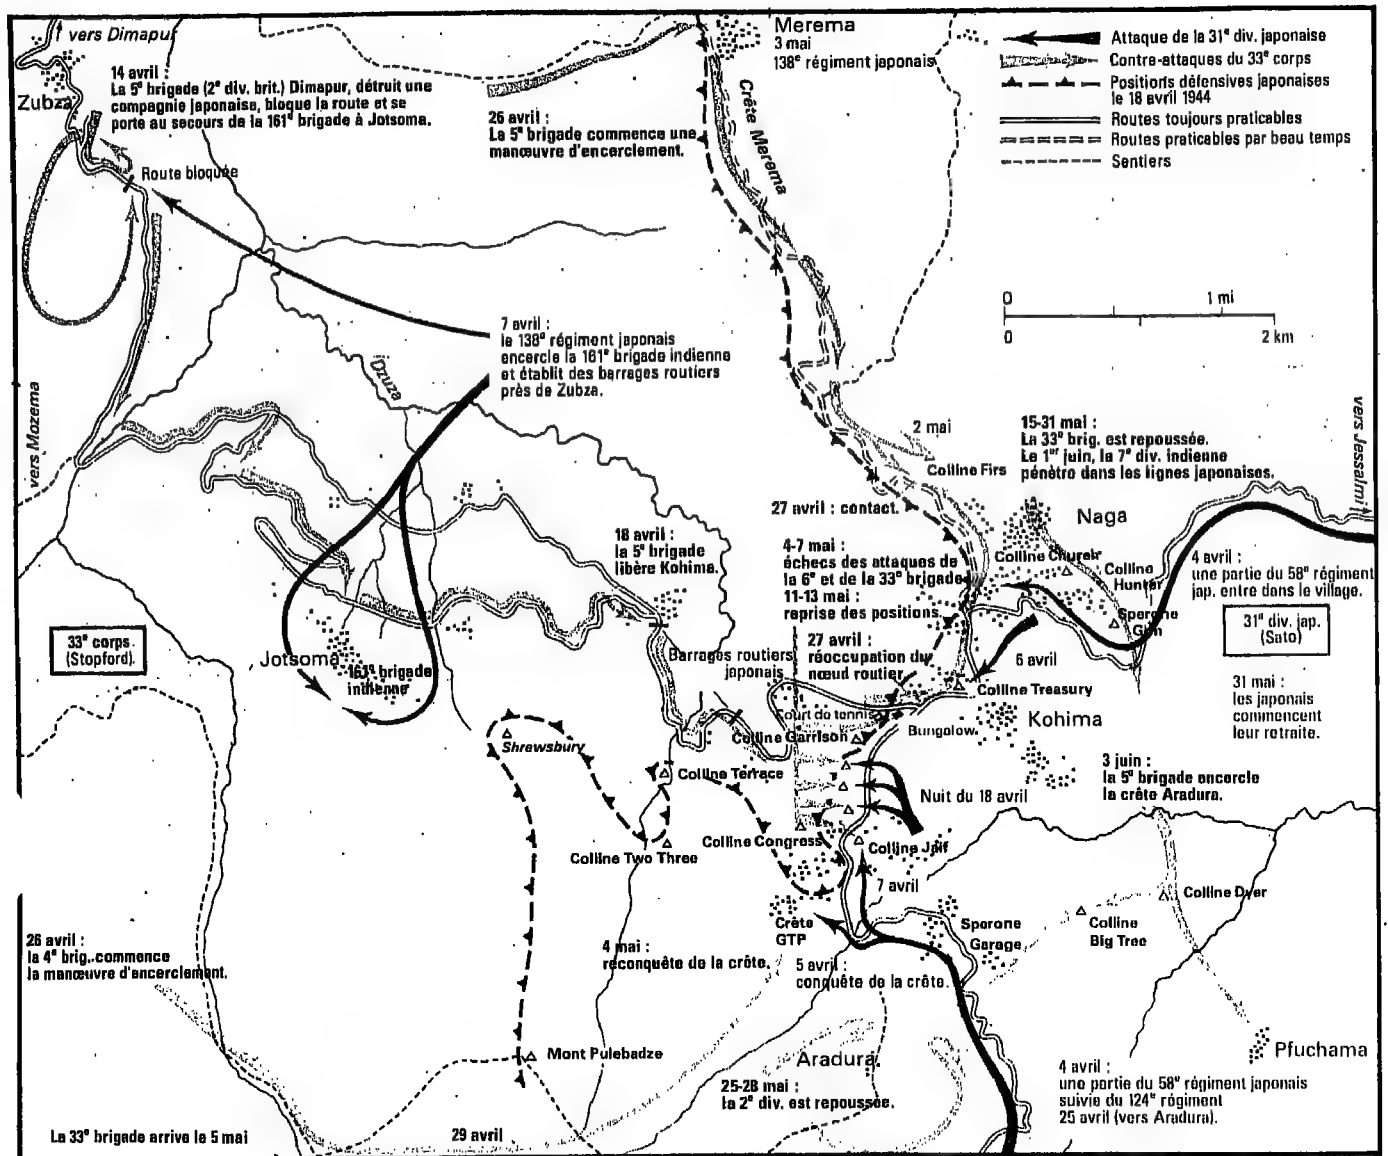 vers Dimapur
Zubza
14 avril :
La 5e brigade (2e div. brit.) Dimapur, détruit une
compagnie japonaise, bloque la route et se
porte au secours de la 161e brigade à Jotsoma.
Route bloquée
26 avril :
La 5e brigade commence une
manœuvre d'encerclement.
Merema
3 mai
138e régiment japonais
Crête Merema
Attaque de la 31e div. japonaise
Contre-attaques du 33e corps
Positions défensives japonaises
le 18 avril 1944
Routes toujours praticables
Routes praticables par beau temps
Sentiers
0 1 mi
0 2 km
7 avril :
le 138e régiment japonais
encercle la 161e brigade indienne
et établit des barrages routiers
près de Zubza.
Dzuza
vers Mozema
vers Jessalmi
2 mai
Colline Firs
15-31 mai :
La 33e brig. est repoussée.
Le 1er juin, la 7e div. indienne
pénètre dans les lignes japonaises.
27 avril : contact.
Naga
18 avril :
la 5e brigade
libère Kohima.
4-7 mai :
échecs des attaques de
la 6e et de la 33e brigade
11-13 mai :
reprise des positions.
Colline Church
Colline
Hunter
4 avril :
une partie du 58e régiment
jap. entre dans le village.
Sperone
Gun
31e div. jap.
(Sato)
33e corps.
(Stopford).
Jotsoma
161e brigade
indienne
Barrages routiers
japonais
27 avril :
réoccupation du
nœud routier.
6 avril
Colline Treasury
31 mai :
les japonais
commencent
leur retraite.
Court de tennis
Kohima
Bungalow.
Colline Garrison
Shrewsbury
Colline Terrace
3 juin :
la 5e brigade encercle
la crête Aradura.
Nuit du 18 avril
Colline Congress
Colline Jail
Colline Two Three
7 avril
Colline Dyer
Colline
Big Tree
Crête
GTP
Sperone
Garage
26 avril :
la 4e brig. commence
la manœuvre d'encerclement.
4 mai :
reconquête de la crôte.
5 avril :
conquête de la crôte.
Mont Pulebadze
Aradura
Pfuchama
25-28 mai :
la 2e div. est repoussée.
4 avril :
une partie du 58e régiment japonais
suivie du 124e régiment
25 avril (vers Aradura).
La 33e brigade arrive le 5 mai
29 avril